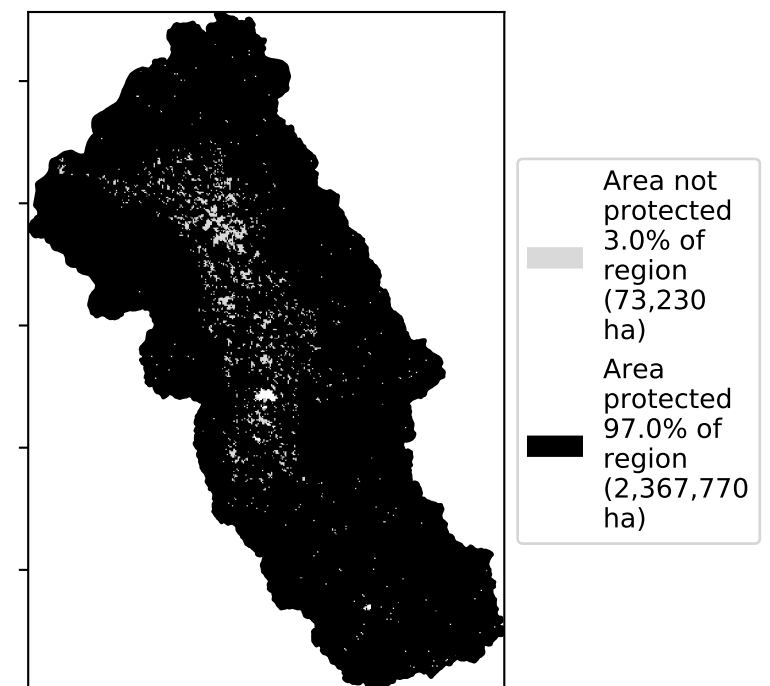 Area not
protected
3.0% of
region
(73,230
ha)
Area
protected
97.0% of
region
(2,367,770
ha)